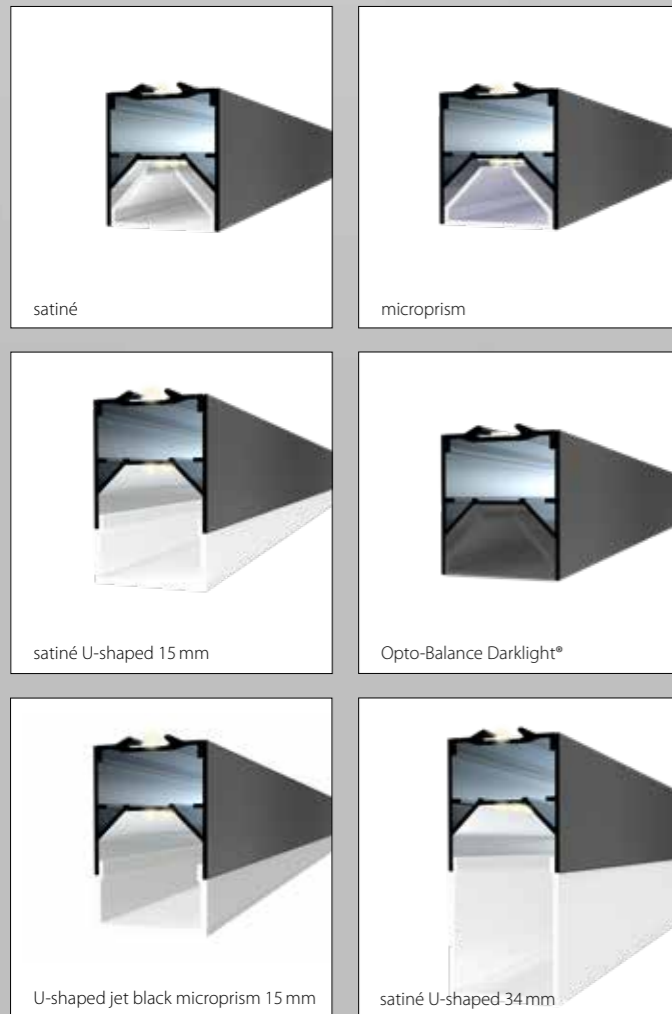 satiné
microprism
satiné U-shaped 15 mm
Opto-Balance Darklight®
U-shaped jet black microprism 15 mm
satiné U-shaped 34 mm